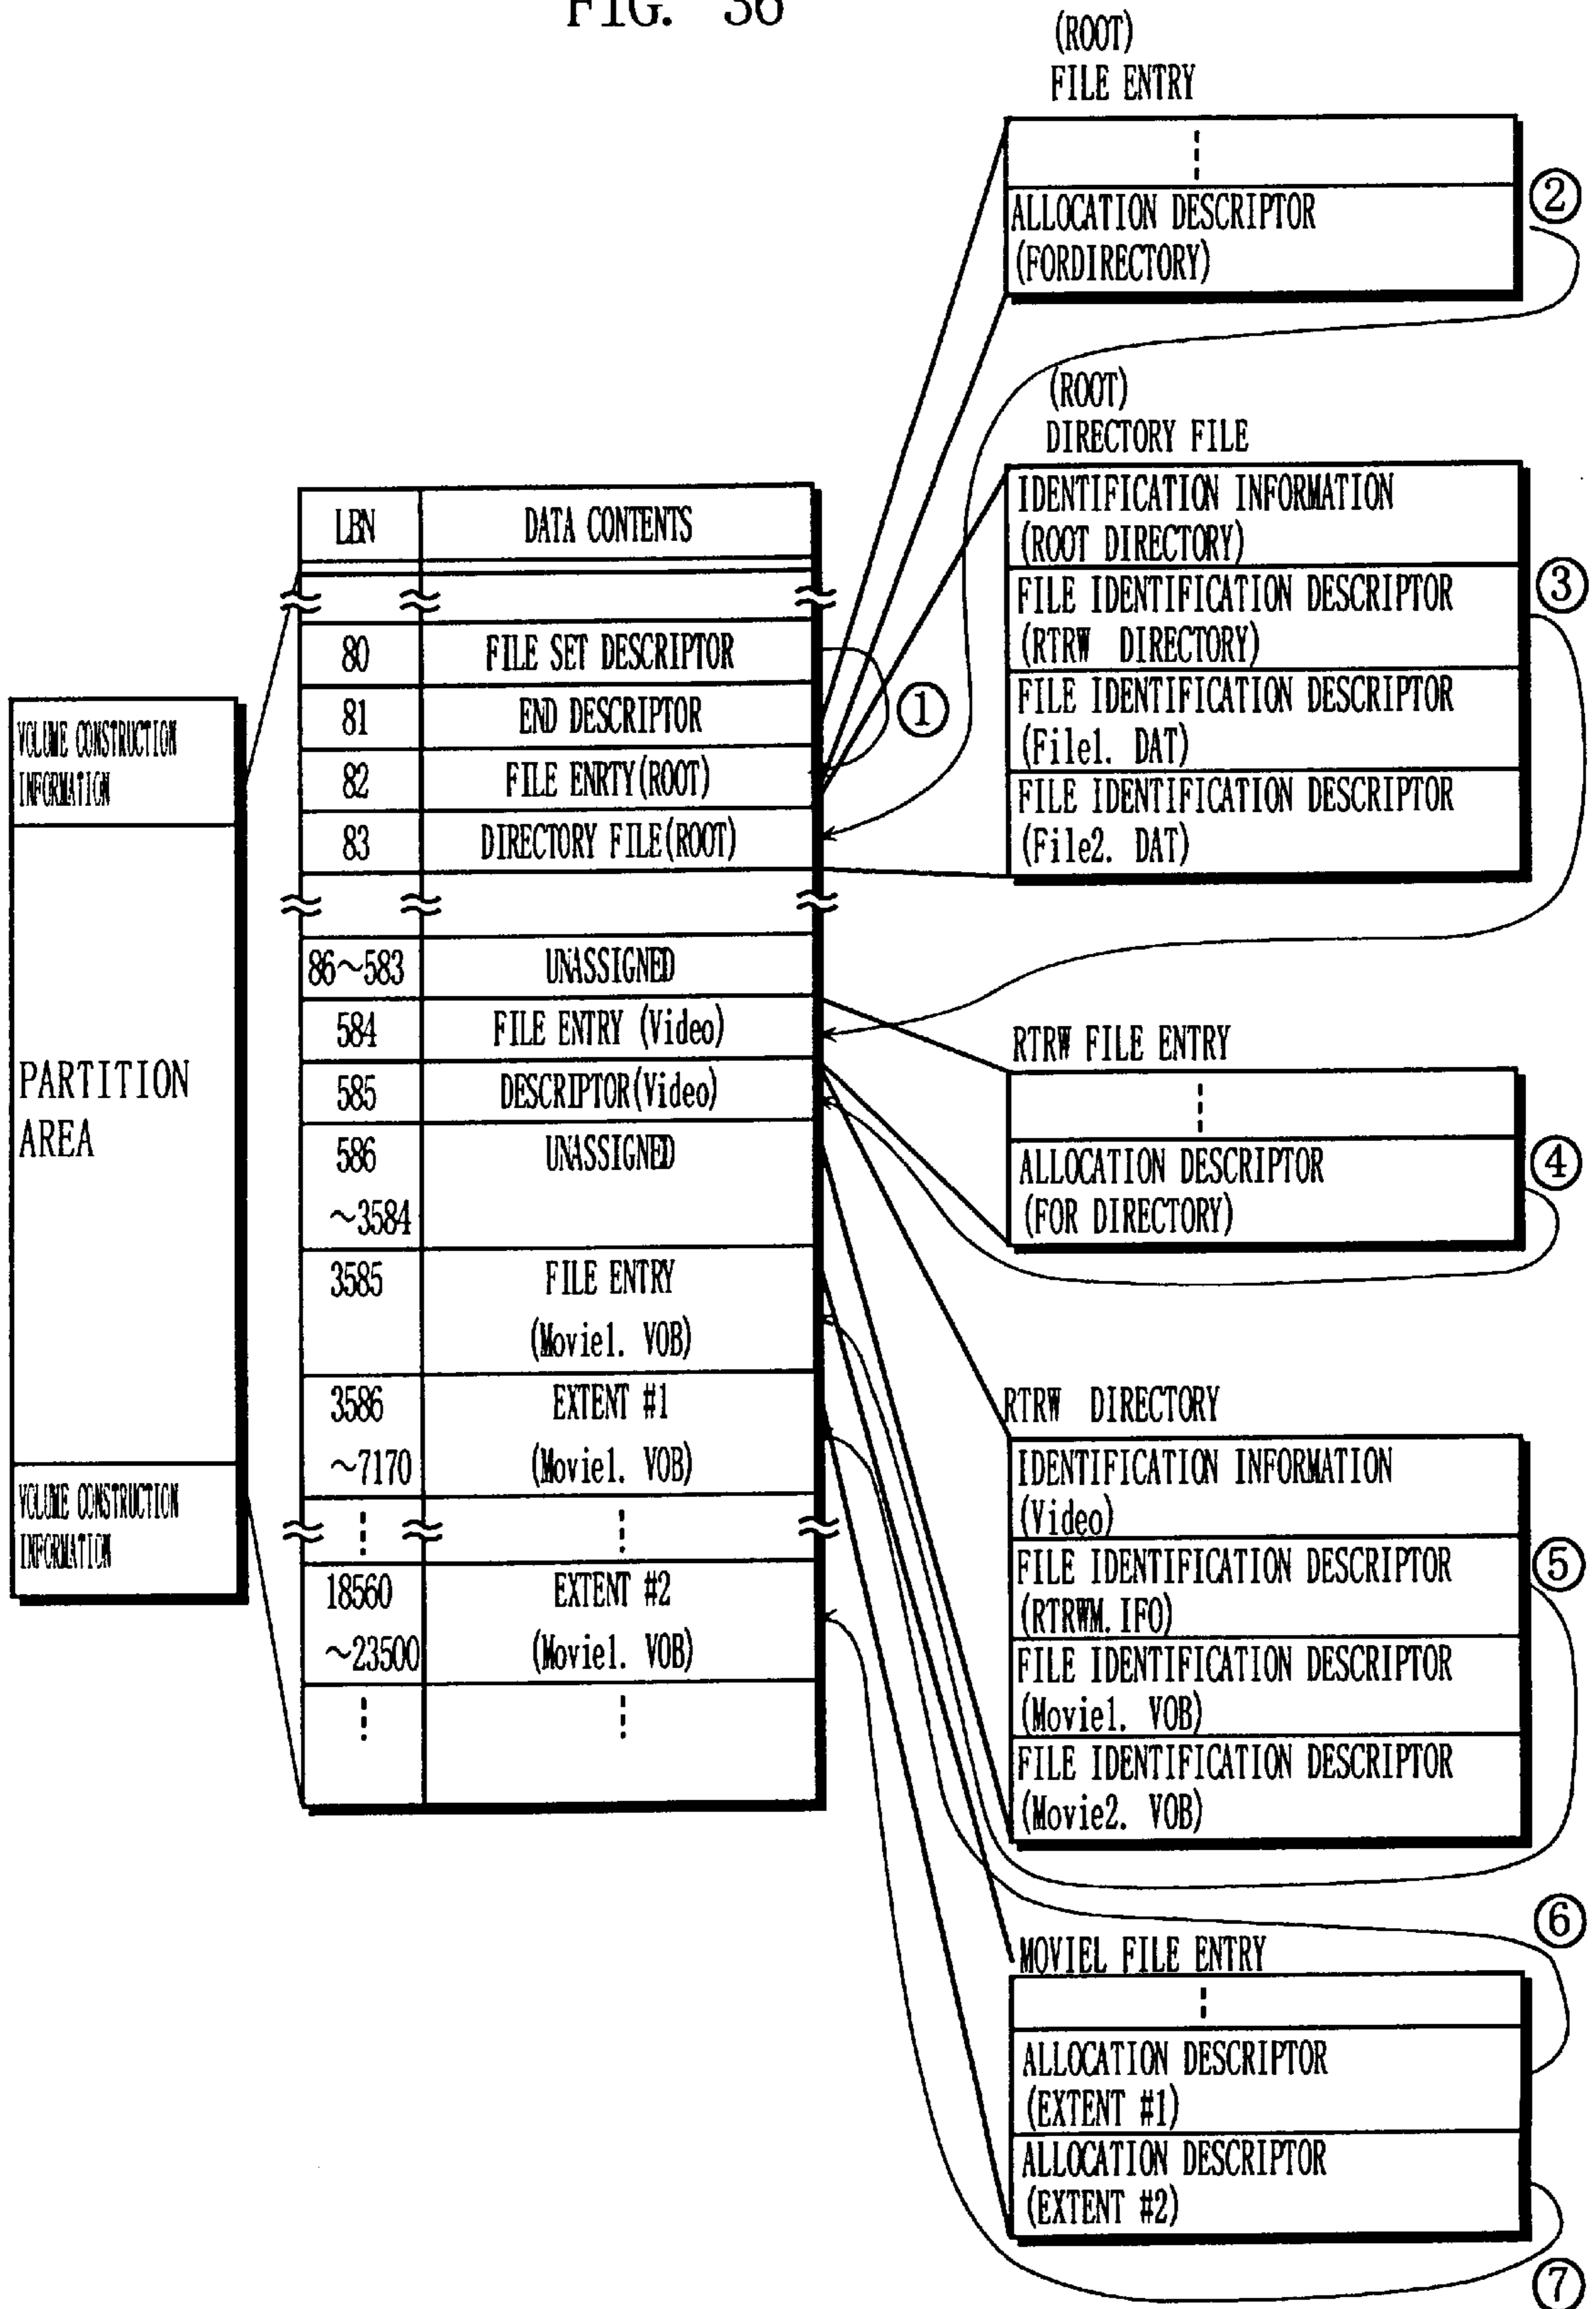 FIG. 36
(ROOT)
FILE ENTRY
ALLOCATION DESCRIPTOR
(FORDIRECTORY)
②
(ROOT)
DIRECTORY FILE
IDENTIFICATION INFORMATION
(ROOT DIRECTORY)
FILE IDENTIFICATION DESCRIPTOR
(RTRW DIRECTORY)
FILE IDENTIFICATION DESCRIPTOR
(File1. DAT)
FILE IDENTIFICATION DESCRIPTOR
(File2. DAT)
③
VOLUME CONSTRUCTION
INFORMATION
PARTITION
AREA
VOLUME CONSTRUCTION
INFORMATION
LBN DATA CONTENTS
80 FILE SET DESCRIPTOR
81 END DESCRIPTOR
82 FILE ENRTY(ROOT)
83 DIRECTORY FILE(ROOT)
①
86~583 UNASSIGNED
584 FILE ENTRY (Video)
585 DESCRIPTOR(Video)
586 UNASSIGNED
~3584
3585 FILE ENTRY
(Movie1. VOB)
3586 EXTENT #1
~7170 (Movie1. VOB)
18560 EXTENT #2
~23500 (Movie1. VOB)
RTRW FILE ENTRY
ALLOCATION DESCRIPTOR
(FOR DIRECTORY)
④
RTRW DIRECTORY
IDENTIFICATION INFORMATION
(Video)
FILE IDENTIFICATION DESCRIPTOR
(RTRWM. IFO)
FILE IDENTIFICATION DESCRIPTOR
(Movie1. VOB)
FILE IDENTIFICATION DESCRIPTOR
(Movie2. VOB)
⑤
⑥
MOVIEL FILE ENTRY
ALLOCATION DESCRIPTOR
(EXTENT #1)
ALLOCATION DESCRIPTOR
(EXTENT #2)
⑦